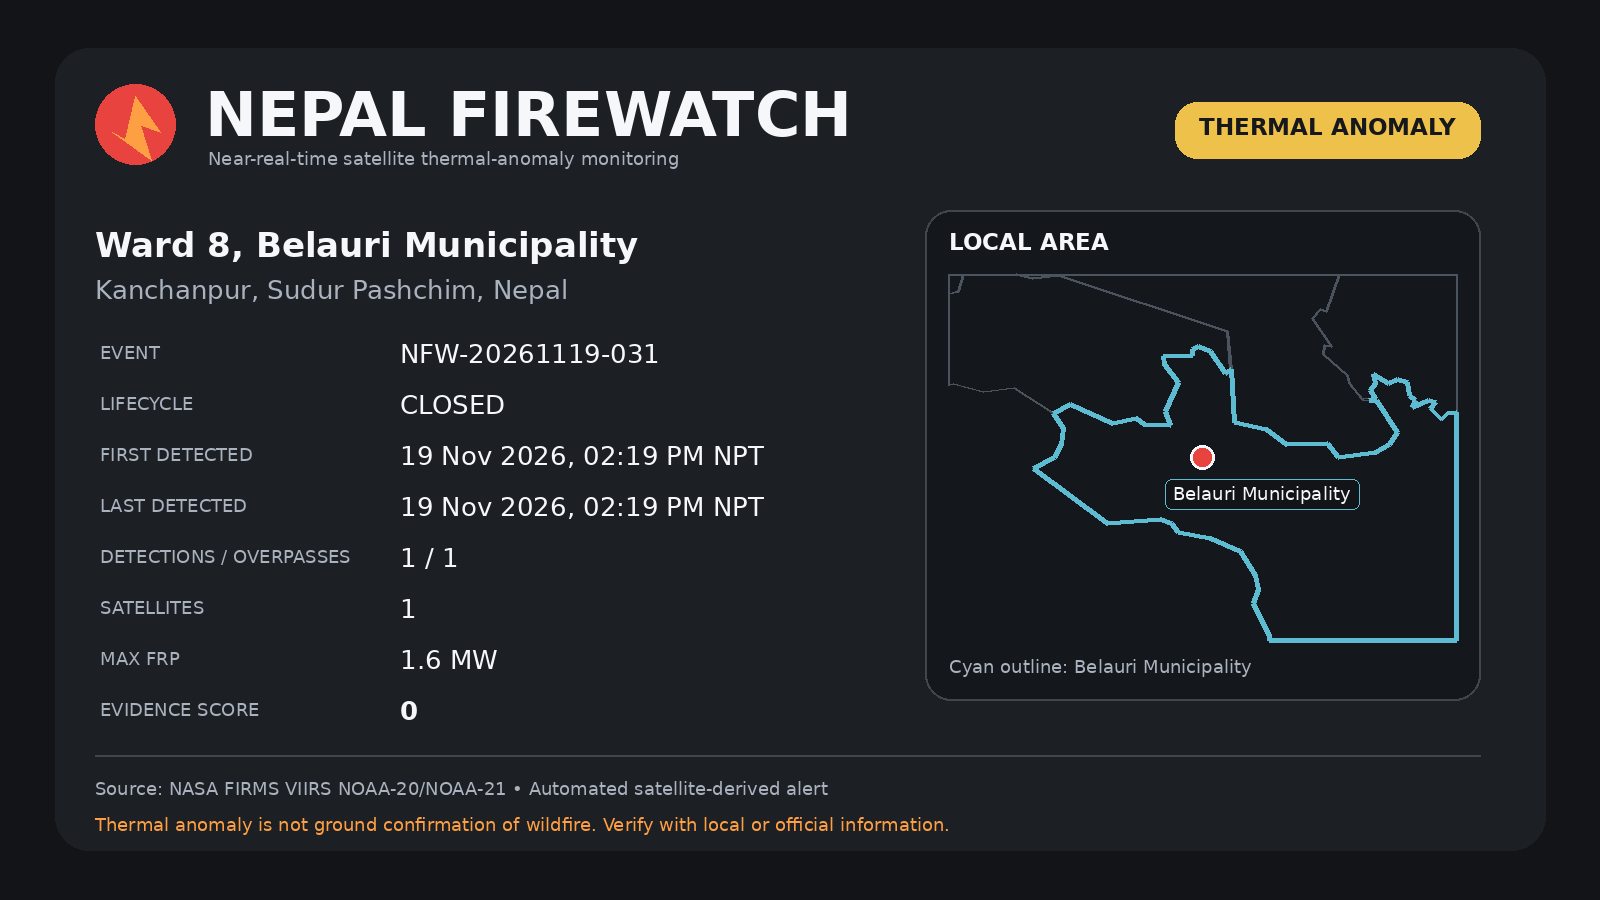 NEPAL FIREWATCH
Near-real-time satellite thermal-anomaly monitoring
THERMAL ANOMALY
Ward 8, Belauri Municipality
Kanchanpur, Sudur Pashchim, Nepal
EVENT NFW-20261119-031
LIFECYCLE CLOSED
FIRST DETECTED 19 Nov 2026, 02:19 PM NPT
LAST DETECTED 19 Nov 2026, 02:19 PM NPT
DETECTIONS / OVERPASSES 1 / 1
SATELLITES 1
MAX FRP 1.6 MW
EVIDENCE SCORE 0
LOCAL AREA
Belauri Municipality
Cyan outline: Belauri Municipality
Source: NASA FIRMS VIIRS NOAA-20/NOAA-21 • Automated satellite-derived alert
Thermal anomaly is not ground confirmation of wildfire. Verify with local or official information.